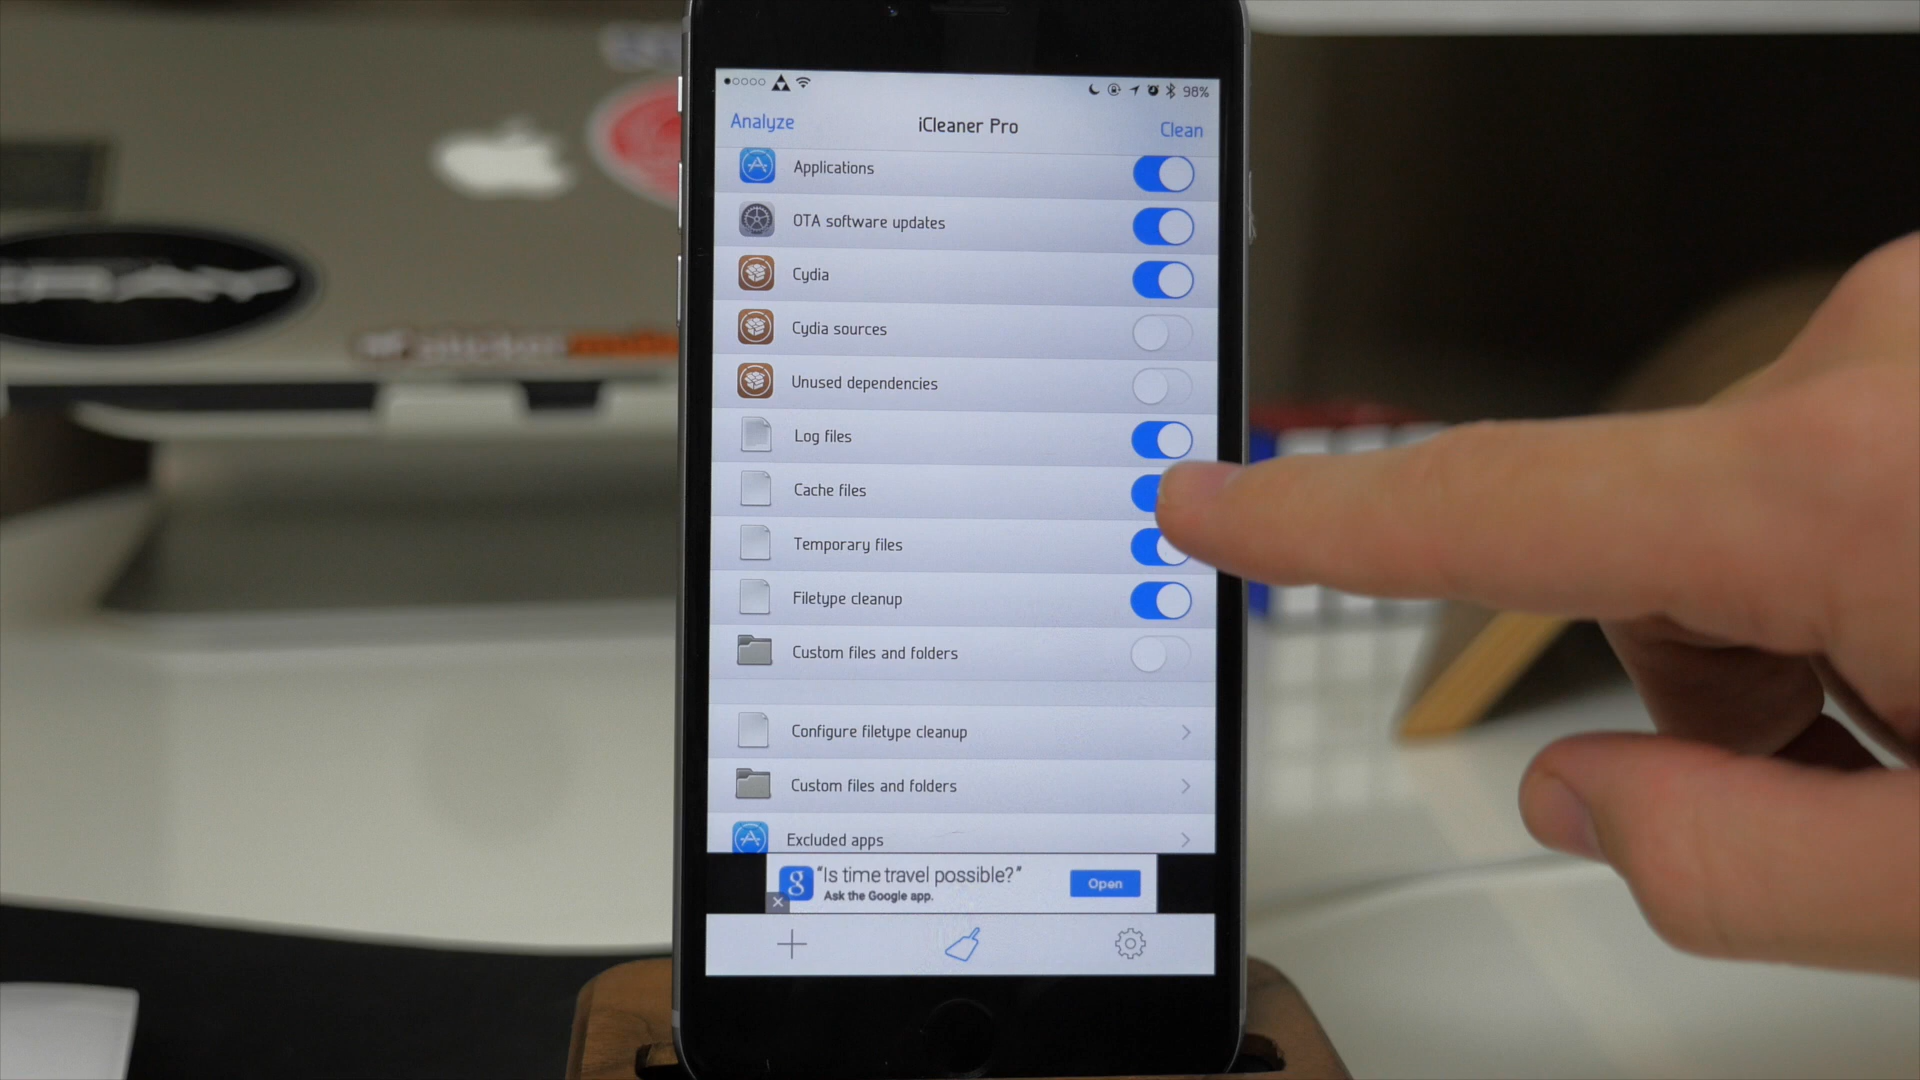 98%
Analyze
iCleaner Pro
Clean
Applications
OTA software updates
Cydia
Cydia sources
Unused dependencies
Log files
Cache files
Temporary files
Filetype cleanup
Custom files and folders
Configure filetype cleanup
Custom files and folders
Excluded apps
g
"Is time travel possible?"
Ask the Google app.
Open